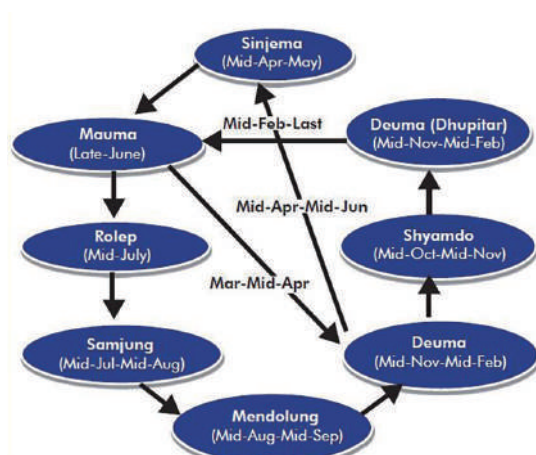 Sinjema
(Mid-Apr-May)
Mid-Feb-Last
Mauma
(Late-June)
Deuma (Dhupitar)
(Mid-Nov-Mid-Feb)
Mid-Apr-Mid-Jun
Rolep
(Mid-July)
Shyamdo
(Mid-Oct-Mid-Nov)
Mar-Mid-Apr
Samjung
(Mid-Jul-Mid-Aug)
Deuma
(Mid-Nov-Mid-Feb)
Mendolung
(Mid-Aug-Mid-Sep)